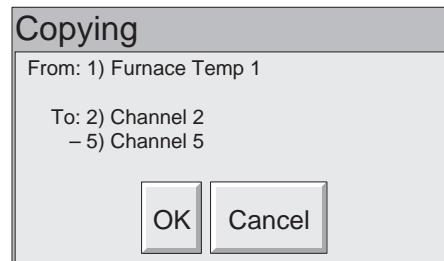 Copying
From: 1) Furnace Temp 1
To: 2) Channel 2
– 5) Channel 5
OK Cancel